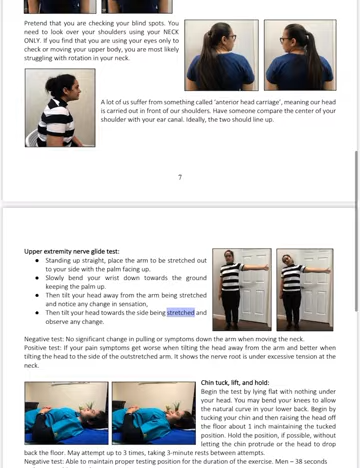 Pretend that you are checking your blind spots. You
need to look over your shoulders using your NECK
ONLY. If you find that you are using your eyes only to
check or moving your upper body, you are most likely
struggling with rotation in your neck.
A lot of us suffer from something called 'anterior head carriage', meaning our head
is carried out in front of our shoulders. Have someone compare the center of your
shoulder with your ear canal. Ideally, the two should line up.
7
Upper extremity nerve glide test:
● Standing up straight, place the arm to be stretched out
to your side with the palm facing up.
● Slowly bend your wrist down towards the ground
keeping the palm up.
● Then tilt your head away from the arm being stretched
and notice any change in sensation,
● Then tilt your head towards the side being stretched and
observe any change.
Negative test: No significant change in pulling or symptoms down the arm when moving the neck.
Positive test: If your pain symptoms get worse when tilting the head away from the arm and better when
tilting the head to the side of the outstretched arm. It shows the nerve root is under excessive tension at the
neck.
Chin tuck, lift, and hold:
Begin the test by lying flat with nothing under
your head. You may bend your knees to allow
the natural curve in your lower back. Begin by
tucking your chin and then raising the head off
the floor about 1 inch maintaining the tucked
position. Hold the position, if possible, without
letting the chin protrude or the head to drop
back the floor. May attempt up to 3 times, taking 3-minute rests between attempts.
Negative test: Able to maintain proper testing position for the duration of the exercise. Men – 38 seconds